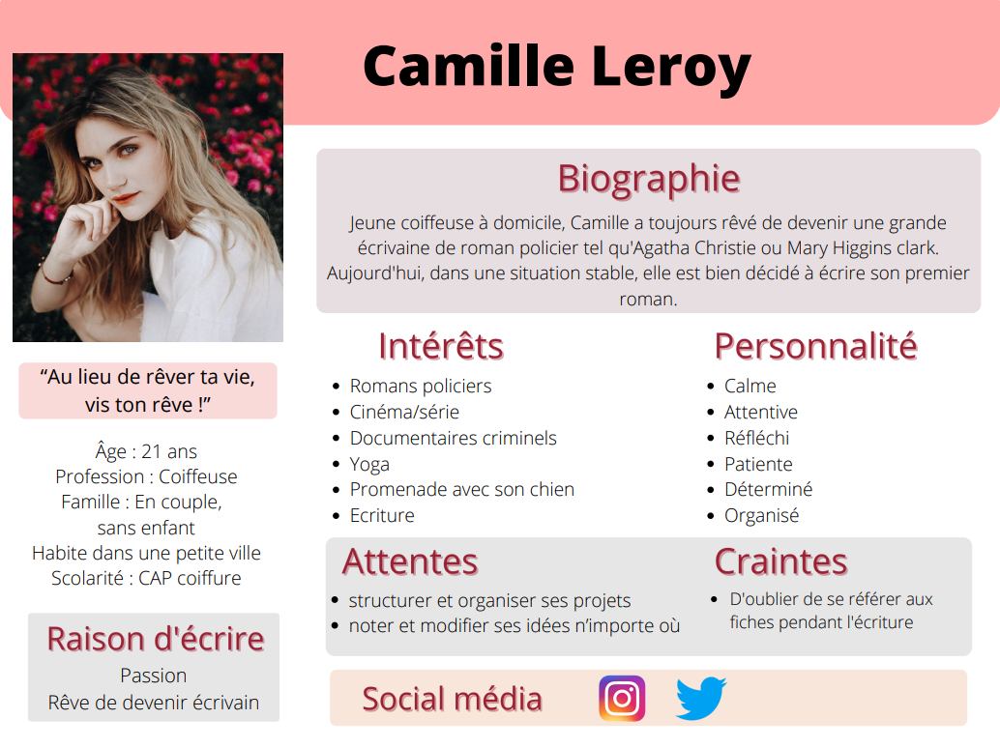 Camille Leroy
“Au lieu de rêver ta vie,
vis ton rêve !”
Âge : 21 ans
Profession : Coiffeuse
Famille : En couple,
sans enfant
Habite dans une petite ville
Scolarité : CAP coiffure
Raison d'écrire
Passion
Rêve de devenir écrivain
Biographie
Jeune coiffeuse à domicile, Camille a toujours rêvé de devenir une grande
écrivaine de roman policier tel qu'Agatha Christie ou Mary Higgins clark.
Aujourd'hui, dans une situation stable, elle est bien décidé à écrire son premier
roman.
Intérêts
• Romans policiers
• Cinéma/série
• Documentaires criminels
• Yoga
• Promenade avec son chien
• Ecriture
Personnalité
• Calme
• Attentive
• Réfléchi
• Patiente
• Déterminé
• Organisé
Attentes
• structurer et organiser ses projets
• noter et modifier ses idées n’importe où
Craintes
• D'oublier de se référer aux
fiches pendant l'écriture
Social média